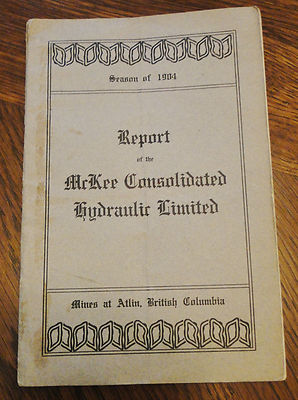 Season of 1904
Report
of the
McKee Consolidated
Hydraulic Limited
Mines at Atlin, British Columbia